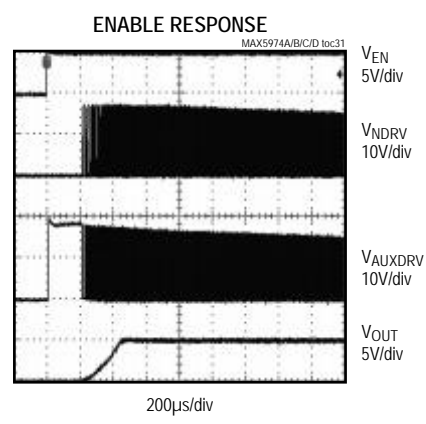 ENABLE RESPONSE
MAX5974A/B/C/D toc31
VEN
5V/div
VNDRV
10V/div
VAUXDRV
10V/div
VOUT
5V/div
200µs/div